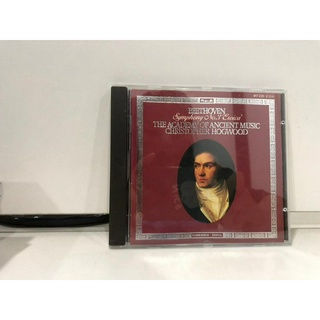 BEETHOVEN
Symphony No.3 'Eroica'
THE ACADEMY OF ANCIENT MUSIC
CHRISTOPHER HOGWOOD